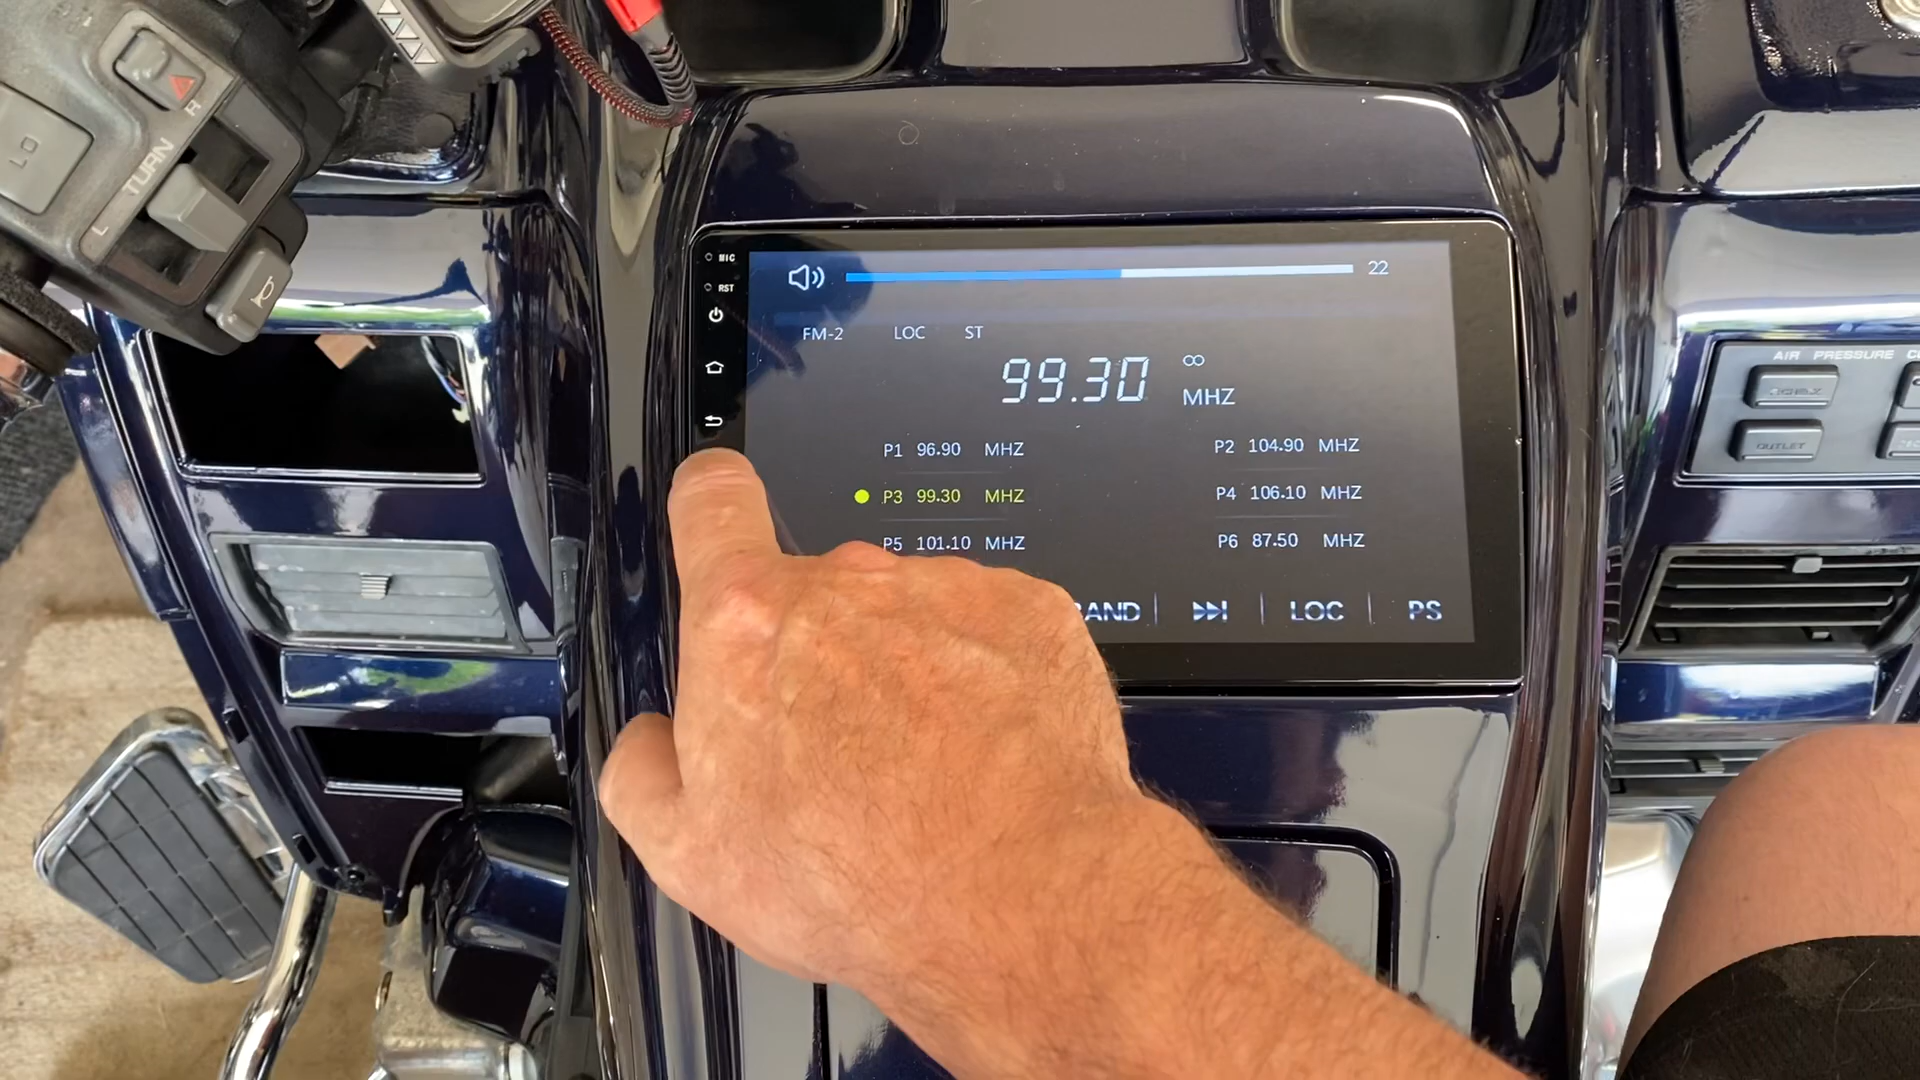 LO
TURN
R
L
MIC
RST
22
FM-2 LOC ST
99.30
MHZ
P1 96.90 MHZ
P2 104.90 MHZ
P3 99.30 MHZ
P4 106.10 MHZ
P5 101.10 MHZ
P6 87.50 MHZ
BAND
LOC
PS
AIR PRESSURE
OUTLET